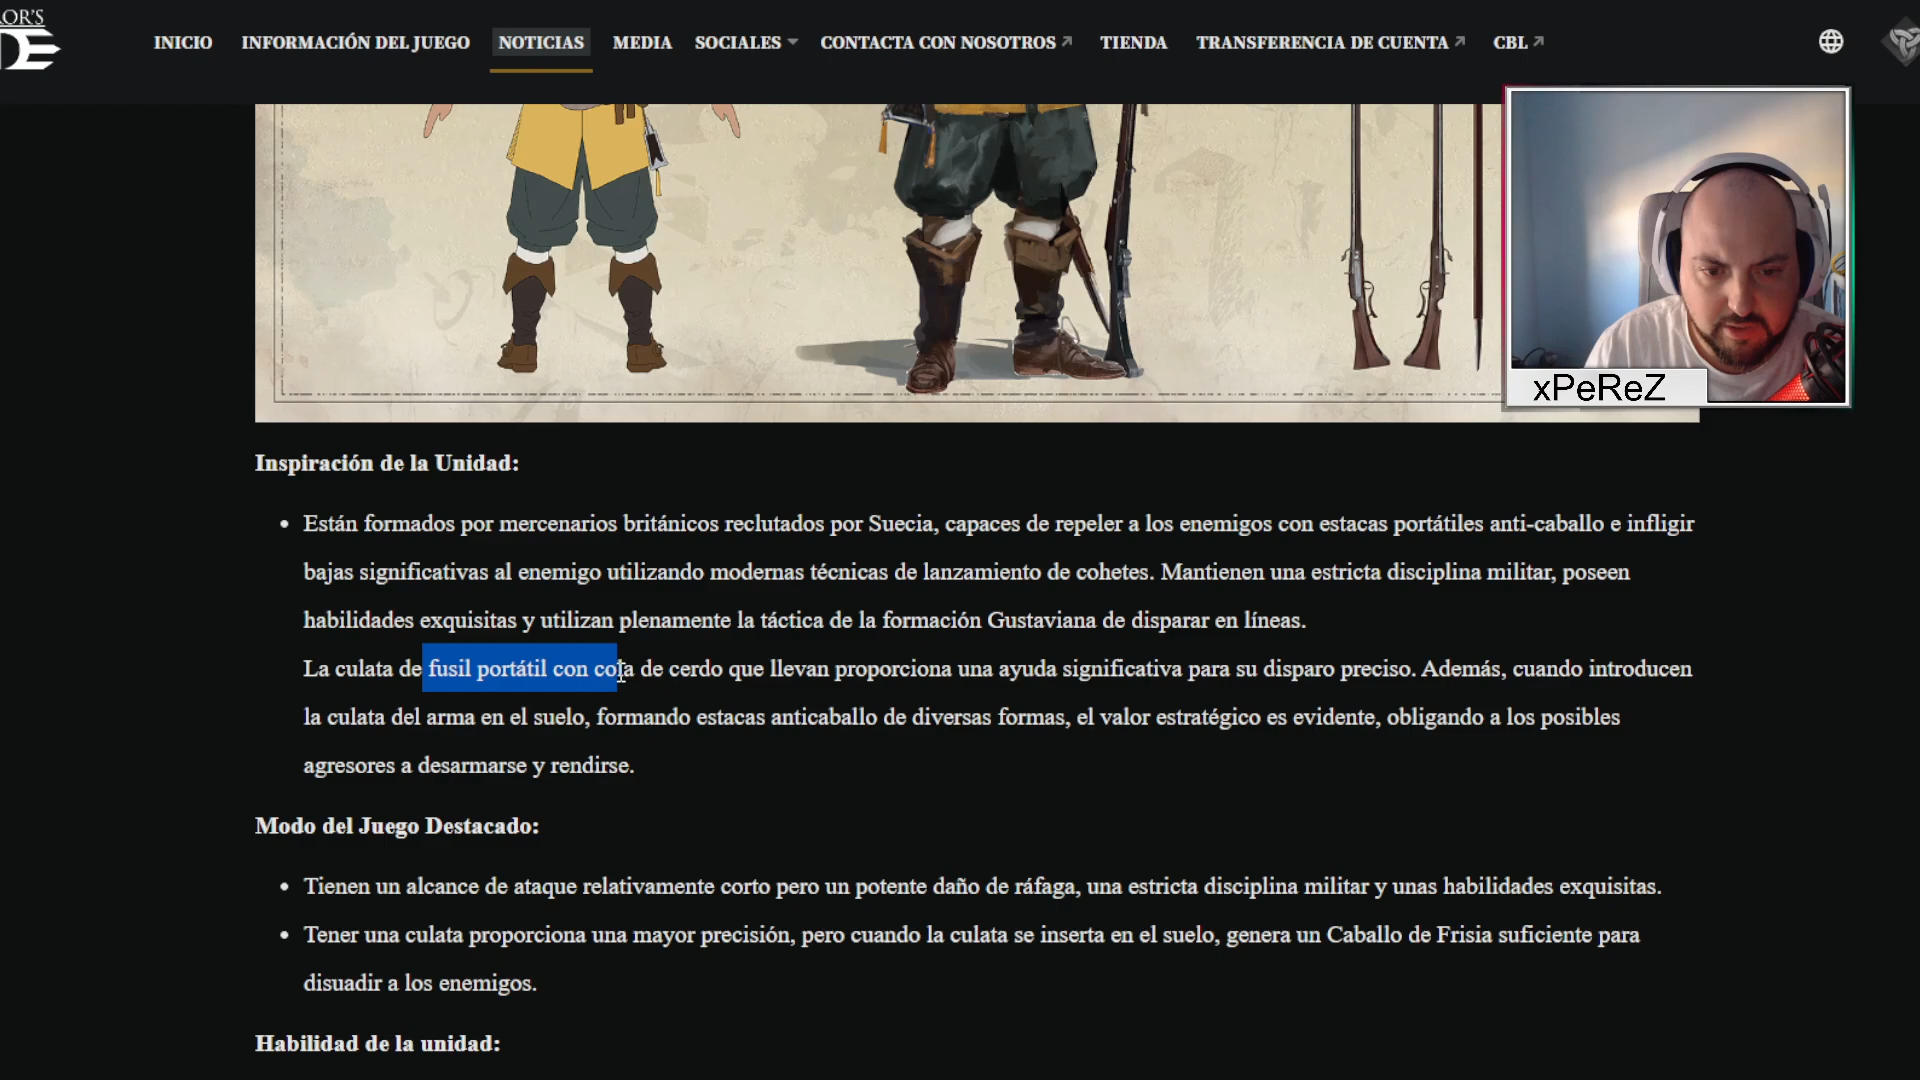 OR'S
DE
INICIO INFORMACIÓN DEL JUEGO NOTICIAS MEDIA SOCIALES CONTACTA CON NOSOTROS TIENDA TRANSFERENCIA DE CUENTA CBL
xPeReZ
Inspiración de la Unidad:
• Están formados por mercenarios británicos reclutados por Suecia, capaces de repeler a los enemigos con estacas portátiles anti-caballo e infligir
bajas significativas al enemigo utilizando modernas técnicas de lanzamiento de cohetes. Mantienen una estricta disciplina militar, poseen
habilidades exquisitas y utilizan plenamente la táctica de la formación Gustaviana de disparar en líneas.
La culata de fusil portátil con cola de cerdo que llevan proporciona una ayuda significativa para su disparo preciso. Además, cuando introducen
la culata del arma en el suelo, formando estacas anticaballo de diversas formas, el valor estratégico es evidente, obligando a los posibles
agresores a desarmarse y rendirse.
Modo del Juego Destacado:
• Tienen un alcance de ataque relativamente corto pero un potente daño de ráfaga, una estricta disciplina militar y unas habilidades exquisitas.
• Tener una culata proporciona una mayor precisión, pero cuando la culata se inserta en el suelo, genera un Caballo de Frisia suficiente para
disuadir a los enemigos.
Habilidad de la unidad: